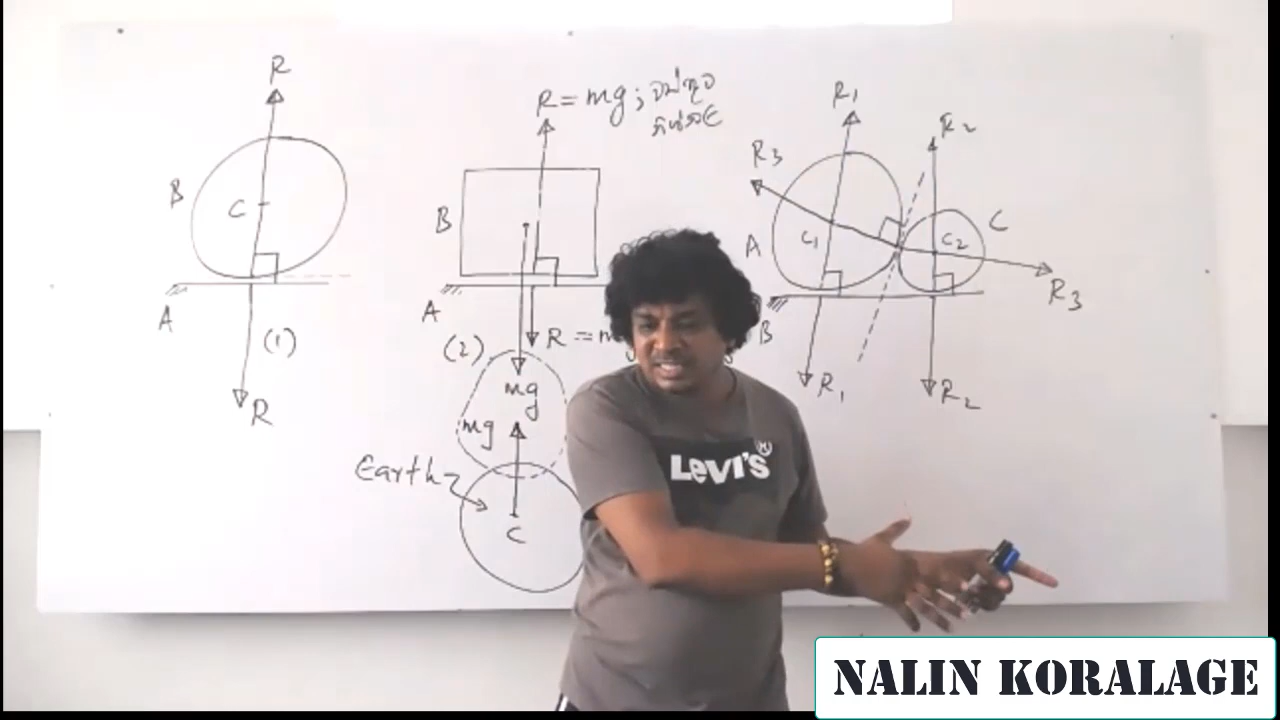 R
B
C
A
(1)
R
R = mg;
B
A
(2)
R = m
mg
mg
Earth
C
R1
R2
R3
A
C1
C2
C
R3
B
R1
R2
LEVI'S
NALIN KORALAGE